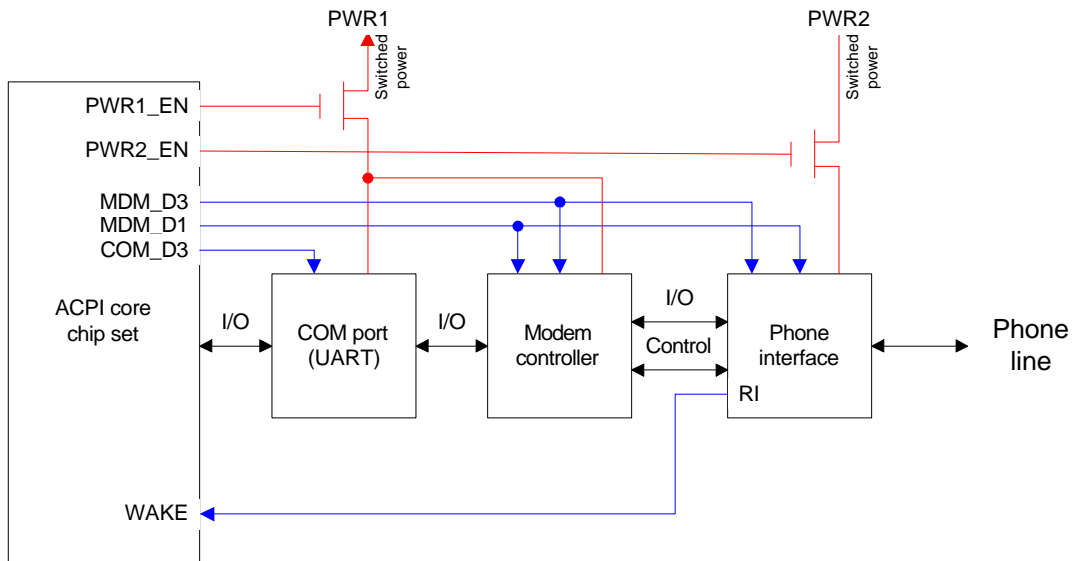 PWR1
PWR2
Switched
power
Switched
power
PWR1_EN
PWR2_EN
MDM_D3
MDM_D1
COM_D3
ACPI core
chip set
I/O
COM port
(UART)
I/O
Modem
controller
I/O
Control
Phone
interface
RI
Phone
line
WAKE